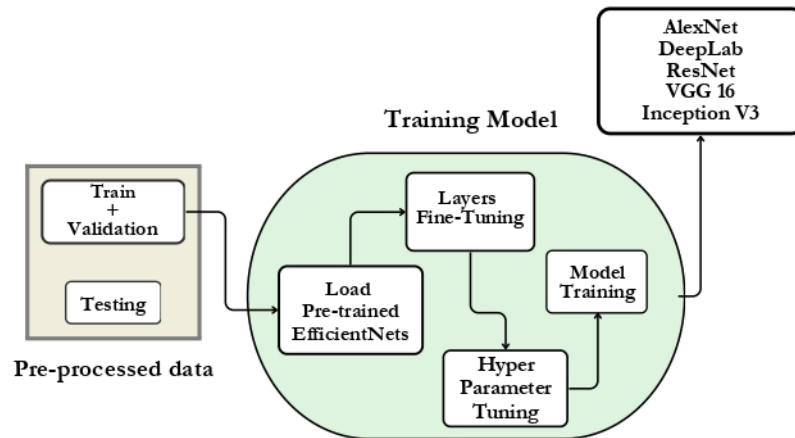 AlexNet
DeepLab
ResNet
VGG 16
Inception V3
Training Model
Train
+
Validation
Testing
Pre-processed data
Load
Pre-trained
EfficientNets
Layers
Fine-Tuning
Hyper
Parameter
Tuning
Model
Training